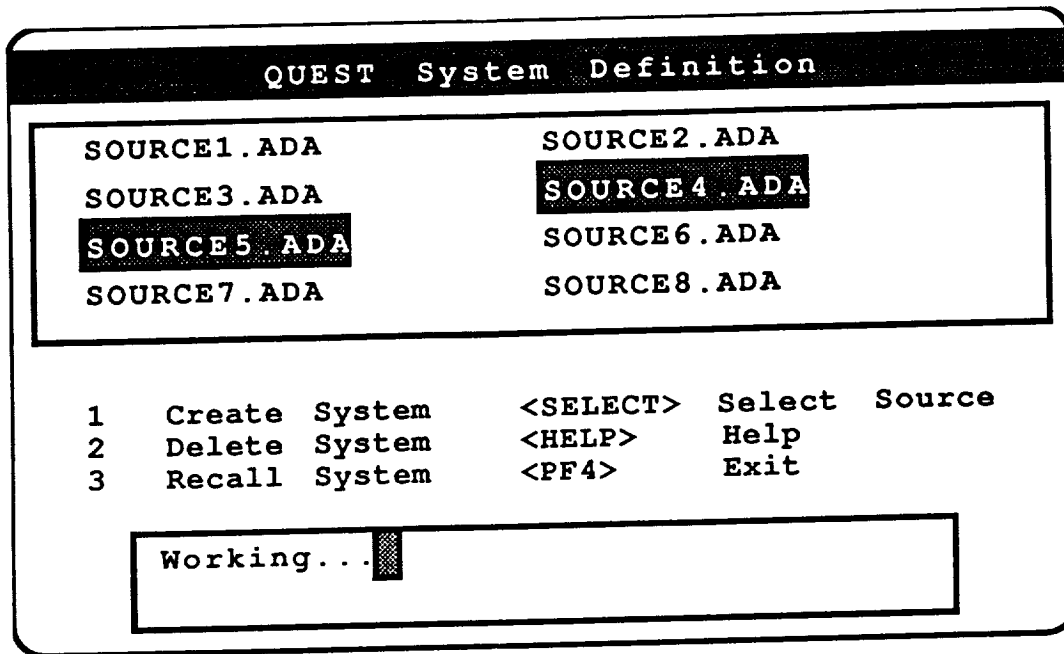 QUEST System Definition
SOURCE1.ADA SOURCE2.ADA
SOURCE3.ADA SOURCE4.ADA
SOURCE5.ADA SOURCE6.ADA
SOURCE7.ADA SOURCE8.ADA
1 Create System <SELECT> Select Source
2 Delete System <HELP> Help
3 Recall System <PF4> Exit
Working...